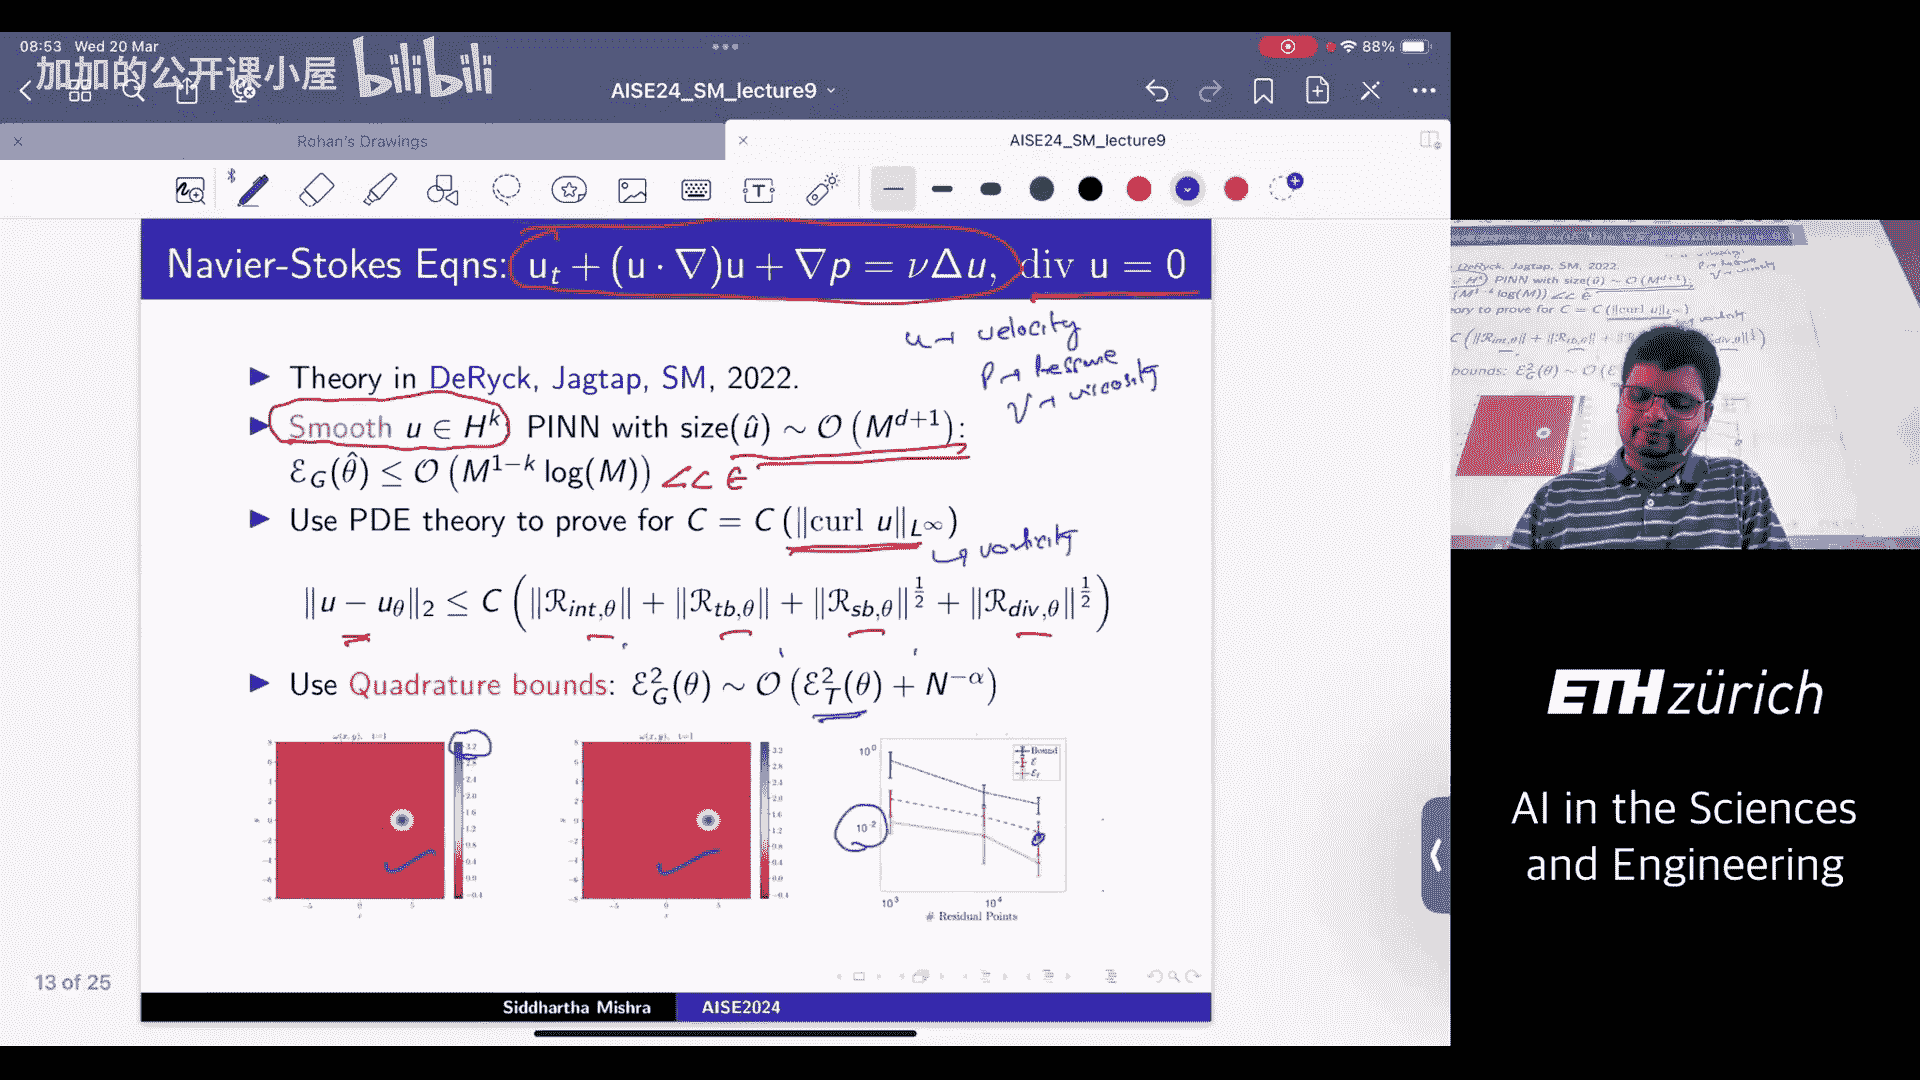 08:53 Wed 20 Mar
88%
加加的公开课小屋 bilibili
AISE24_SM_lecture9
Rohan's Drawings
AISE24_SM_lecture9
Navier-Stokes Eqns: u_t + (u · ∇)u + ∇p = νΔu, div u = 0
u → velocity
p → pressure
ν → viscosity
▶ Theory in DeRyck, Jagtap, SM, 2022.
▶ Smooth u ∈ H^k PINN with size(û) ~ O(M^{d+1}):
ℰ_G(θ̂) ≤ O(M^{1−k} log(M)) << ϵ
▶ Use PDE theory to prove for C = C(‖curl u‖_{L^∞})
↳ vorticity
‖u − u_θ‖_2 ≤ C(‖ℛ_{int,θ}‖ + ‖ℛ_{tb,θ}‖ + ‖ℛ_{sb,θ}‖^{1/2} + ‖ℛ_{div,θ}‖^{1/2})
▶ Use Quadrature bounds: ℰ_G^2(θ) ~ O(ℰ_T^2(θ) + N^{−α})
ω(x, y), t=1
ω(x, y), t=1
10^0
10^{-2}
10^3 10^4
# Residual Points
Bound
13 of 25
Siddhartha Mishra AISE2024
ETH zürich
AI in the Sciences
and Engineering